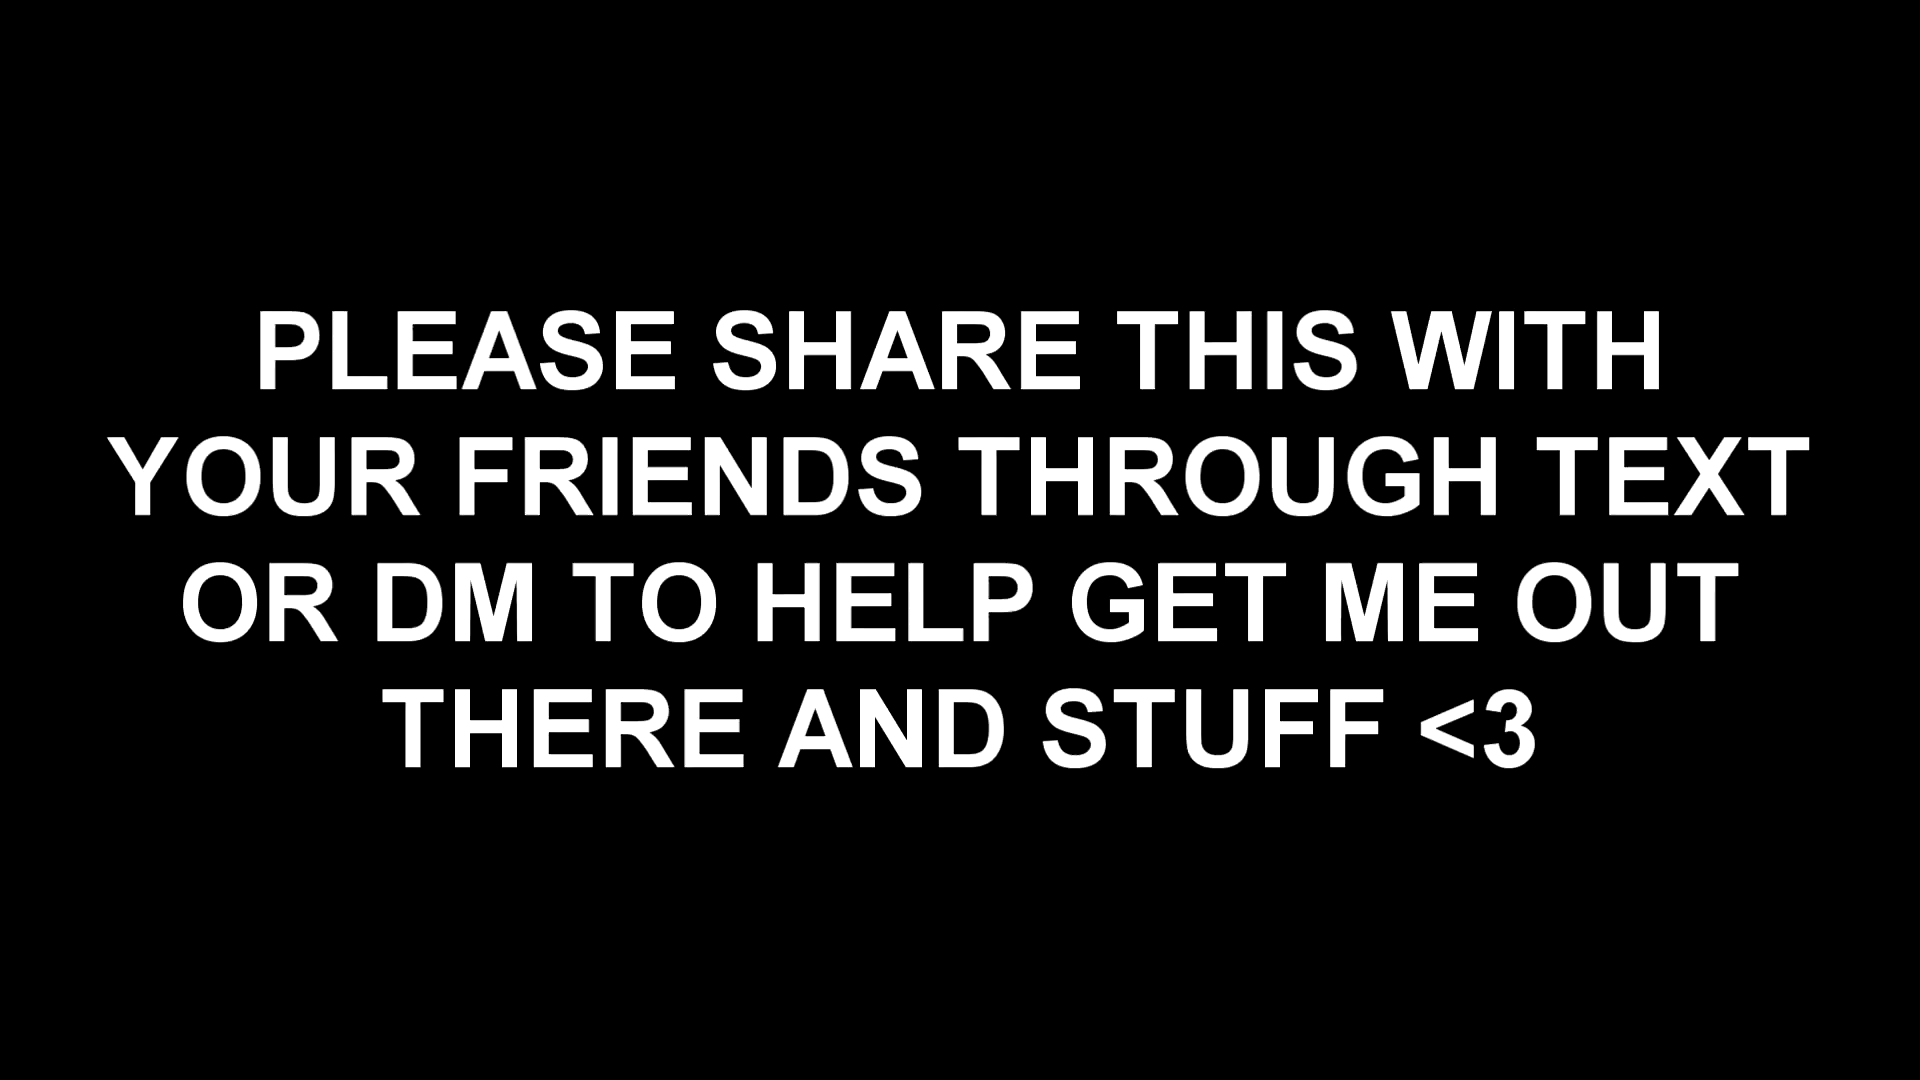 PLEASE SHARE THIS WITH
YOUR FRIENDS THROUGH TEXT
OR DM TO HELP GET ME OUT
THERE AND STUFF <3